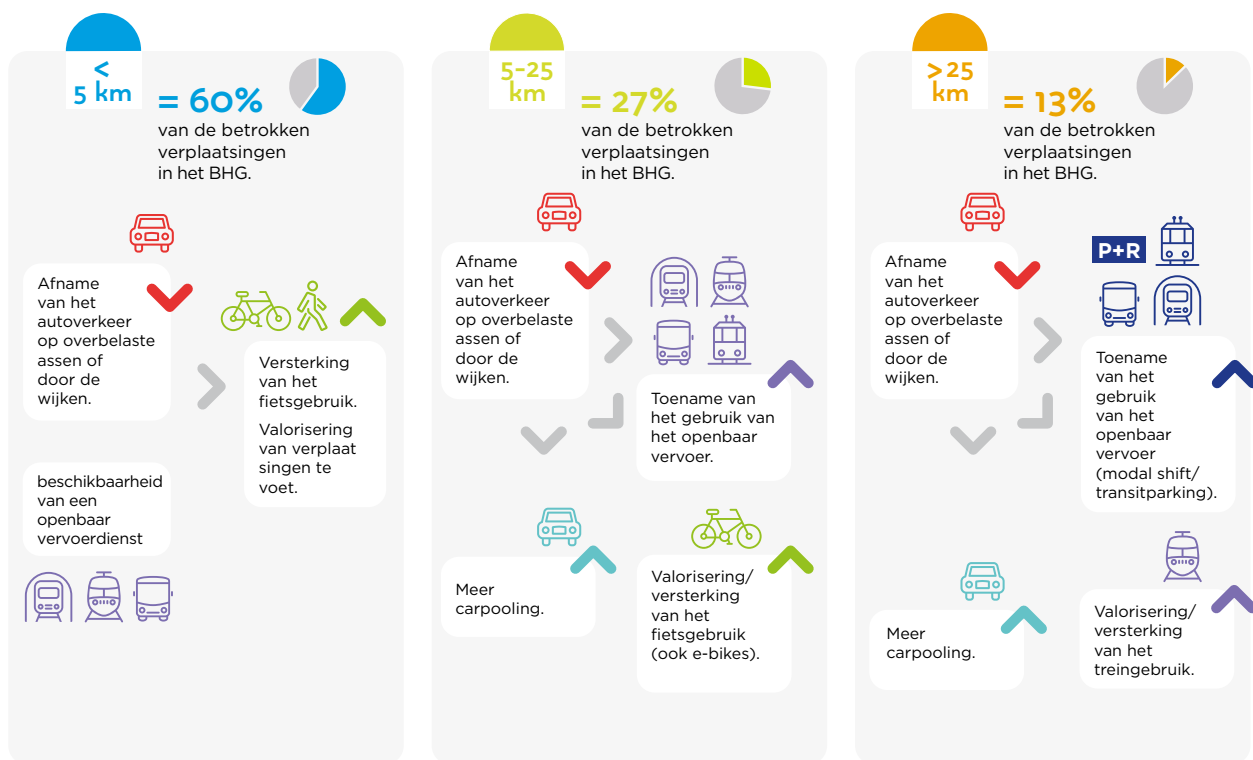 <
5 km
= 60%
van de betrokken
verplaatsingen
in het BHG.
Afname
van het
autoverkeer
op overbelaste
assen of
door de
wijken.
Versterking
van het
fietsgebruik.
Valorisering
van verplaat
singen te
voet.
beschikbaarheid
van een
openbaar
vervoerdienst
5-25
km
= 27%
van de betrokken
verplaatsingen
in het BHG.
Afname
van het
autoverkeer
op overbelaste
assen of
door de
wijken.
Toename van
het gebruik van
het openbaar
vervoer.
Meer
carpooling.
Valorisering/
versterking
van het
fietsgebruik
(ook e-bikes).
> 25
km
= 13%
van de betrokken
verplaatsingen
in het BHG.
Afname
van het
autoverkeer
op overbelaste
assen of
door de
wijken.
P+R
Toename
van het
gebruik
van het
openbaar
vervoer
(modal shift/
transitparking).
Meer
carpooling.
Valorisering/
versterking
van het
treingebruik.